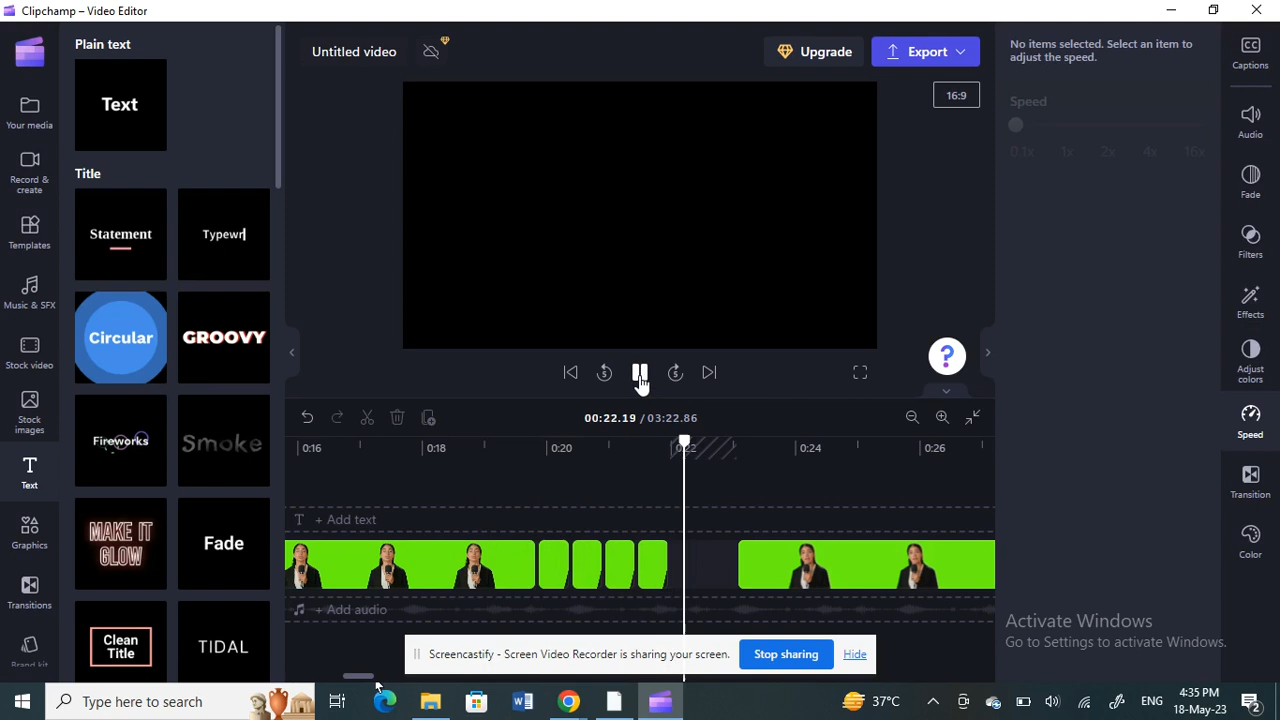 Clipchamp – Video Editor
Plain text
Text
Title
Statement
Typewr
Circular
GROOVY
Fireworks
Smoke
MAKE IT
GLOW
Fade
Clean
Title
TIDAL
Your media
Record &
create
Templates
Music & SFX
Stock video
Stock
images
Text
Graphics
Transitions
Brand kit
Untitled video
Upgrade
Export
16:9
5
5
?
00:22.19 / 03:22.86
0:16
0:18
0:20
0:22
0:24
0:26
T + Add text
+ Add audio
Screencastify - Screen Video Recorder is sharing your screen.
Stop sharing
Hide
No items selected. Select an item to
adjust the speed.
Speed
0.1x 1x 2x 4x 16x
CC
Captions
Audio
Fade
Filters
Effects
Adjust
colors
Speed
Transition
Color
Activate Windows
Go to Settings to activate Windows.
Type here to search
37°C
ENG
4:35 PM
18-May-23
2